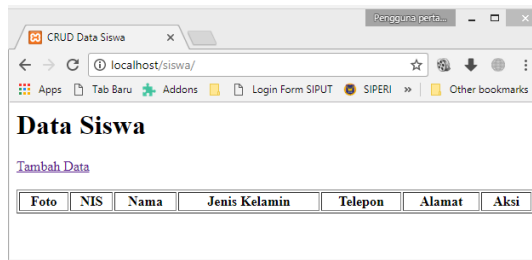 Pengguna perta...
CRUD Data Siswa
localhost/siswa/
Apps Tab Baru Addons Login Form SIPUT SIPERI » Other bookmarks
Data Siswa
Tambah Data
Foto NIS Nama Jenis Kelamin Telepon Alamat Aksi